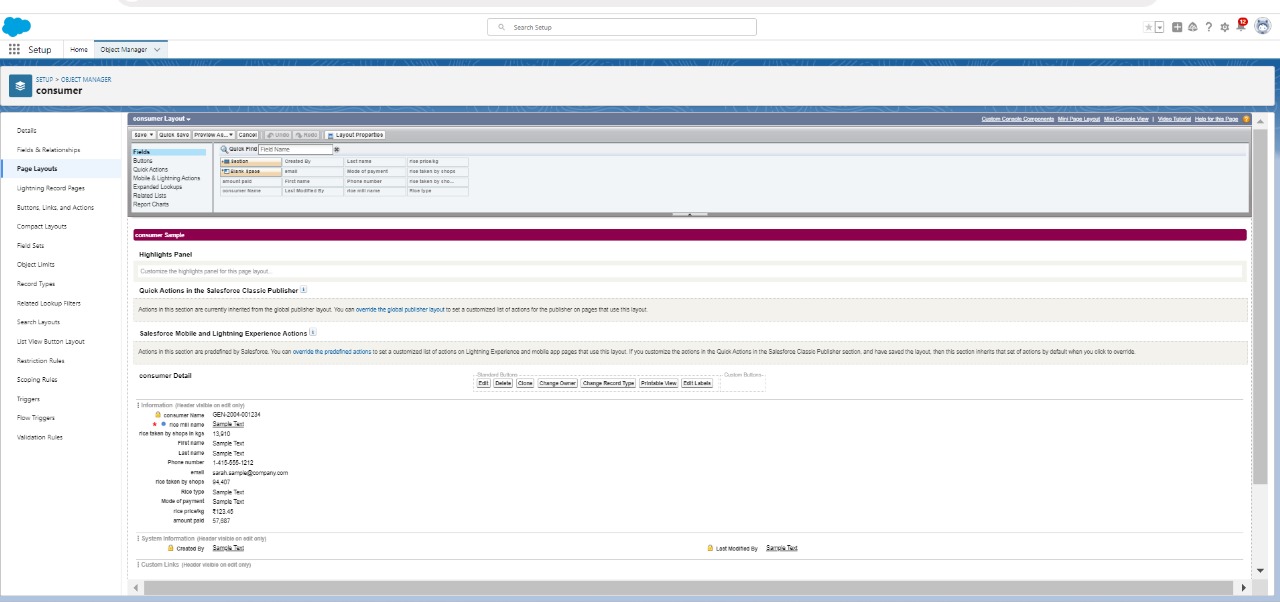 Search Setup
12
Setup
Home
Object Manager
SETUP > OBJECT MANAGER
consumer
Details
Fields & Relationships
Page Layouts
Lightning Record Pages
Buttons, Links, and Actions
Compact Layouts
Field Sets
Object Limits
Record Types
Related Lookup Filters
Search Layouts
List View Button Layout
Restriction Rules
Scoping Rules
Triggers
Flow Triggers
Validation Rules
consumer Layout
Custom Console Components Mini Page Layout Mini Console View | Video Tutorial Help for this Page
Save Quick Save Preview As... Cancel Undo Redo Layout Properties
Fields
Buttons
Quick Actions
Mobile & Lightning Actions
Expanded Lookups
Related Lists
Report Charts
Quick Find Field Name
Section Created By Last name rice price/kg
Blank Space email Mode of payment rice taken by shops
amount paid First name Phone number rice taken by sho...
consumer Name Last Modified By rice mill name Rice type
consumer Sample
Highlights Panel
Customize the highlights panel for this page layout...
Quick Actions in the Salesforce Classic Publisher
Actions in this section are currently inherited from the global publisher layout. You can override the global publisher layout to set a customized list of actions for the publisher on pages that use this layout.
Salesforce Mobile and Lightning Experience Actions
Actions in this section are predefined by Salesforce. You can override the predefined actions to set a customized list of actions on Lightning Experience and mobile app pages that use this layout. If you customize the actions in the Quick Actions in the Salesforce Classic Publisher section, and have saved the layout, then this section inherits that set of actions by default when you click to override.
consumer Detail
Standard Buttons
Edit Delete Clone Change Owner Change Record Type Printable View Edit Labels
Custom Buttons
Information (Header visible on edit only)
consumer Name GEN-2004-001234
rice mill name Sample Text
rice taken by shops in kgs 13,910
First name Sample Text
Last name Sample Text
Phone number 1-415-555-1212
email sarah.sample@company.com
rice taken by shops 94,407
Rice type Sample Text
Mode of payment Sample Text
rice price/kg ₹123.45
amount paid 57,687
System Information (Header visible on edit only)
Created By Sample Text
Last Modified By Sample Text
Custom Links (Header visible on edit only)